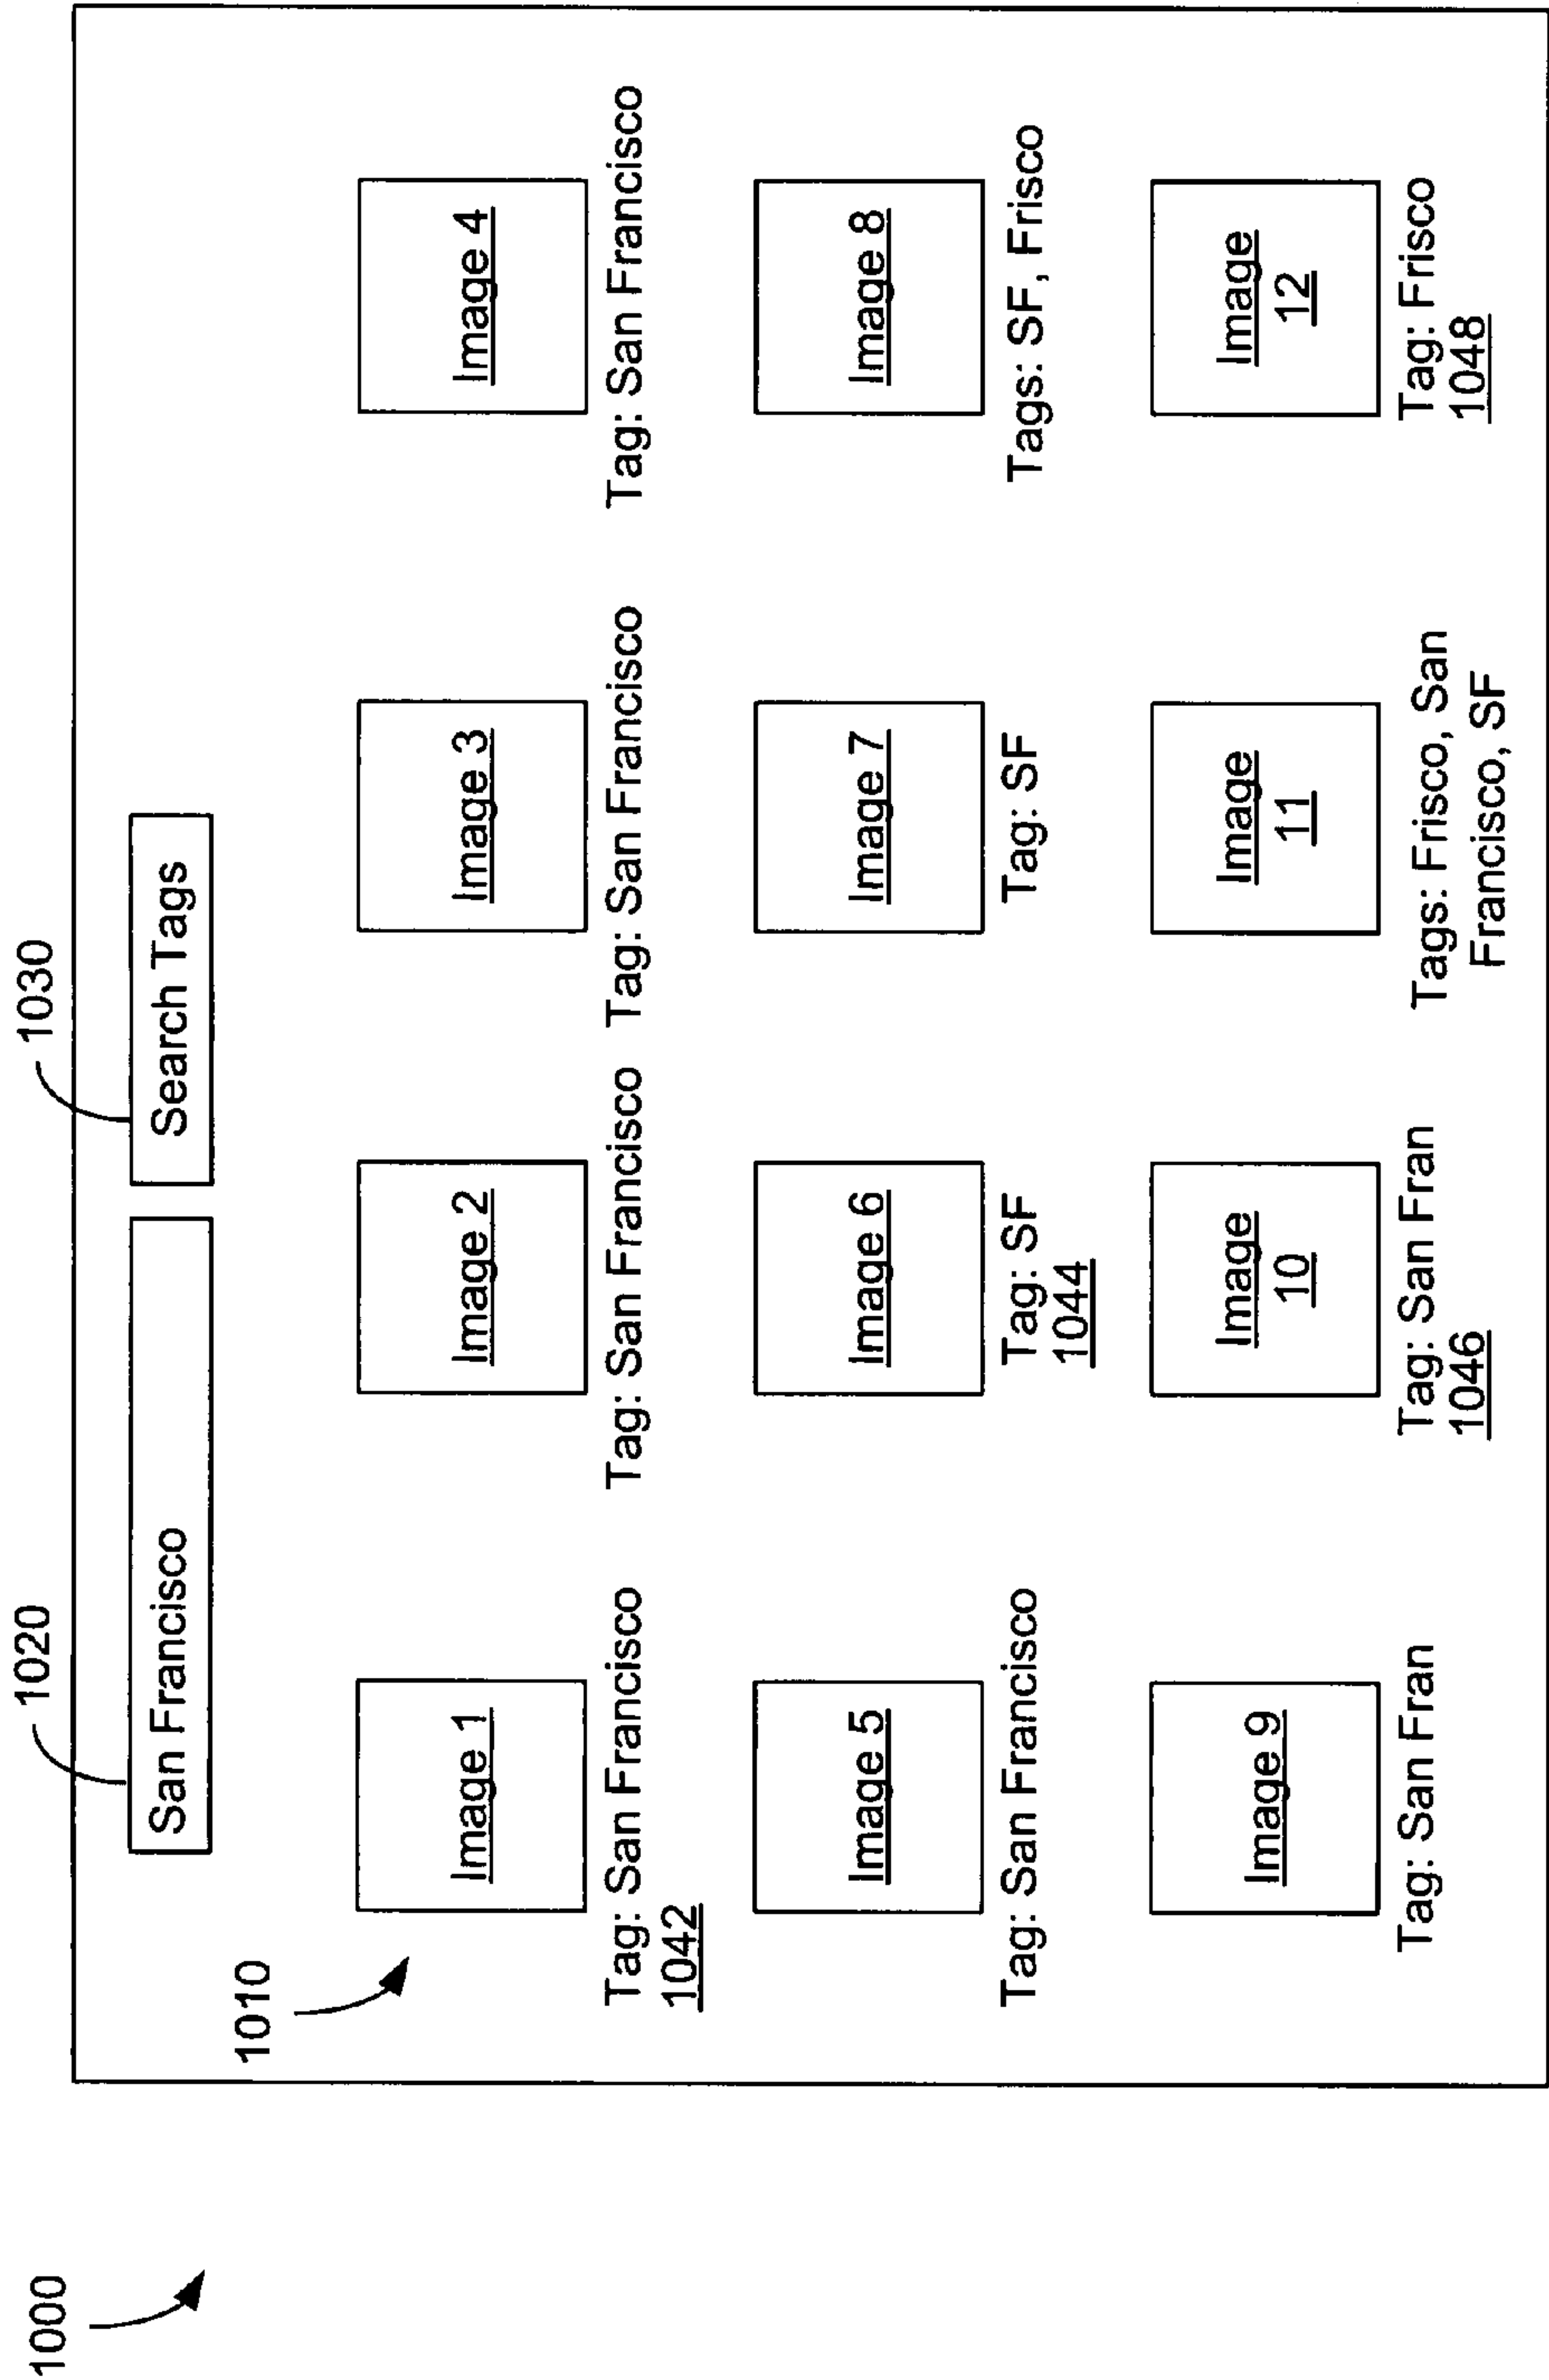 1000
1020
1030
San Francisco
Search Tags
1010
Image 1
Image 2
Image 3
Image 4
Tag: San Francisco
1042
Tag: San Francisco
Tag: San Francisco
Tag: San Francisco
Image 5
Image 6
Image 7
Image 8
Tag: San Francisco
Tag: SF
1044
Tag: SF
Tags: SF, Frisco
Image 9
Image
10
Image
11
Image
12
Tag: San Fran
Tag: San Fran
1046
Tags: Frisco, San
Francisco, SF
Tag: Frisco
1048